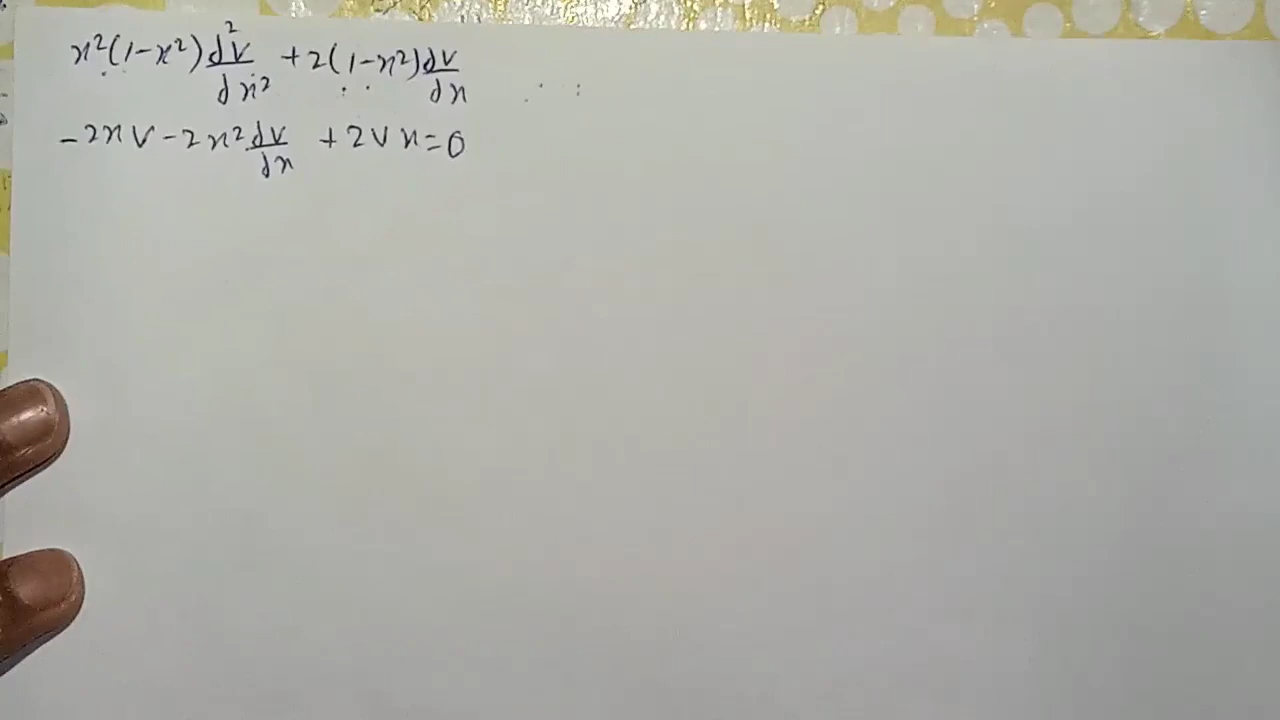 x²(1-x²) d²v/dx² + 2(1-x²) dv/dx
-2xv - 2x² dv/dx + 2vx = 0